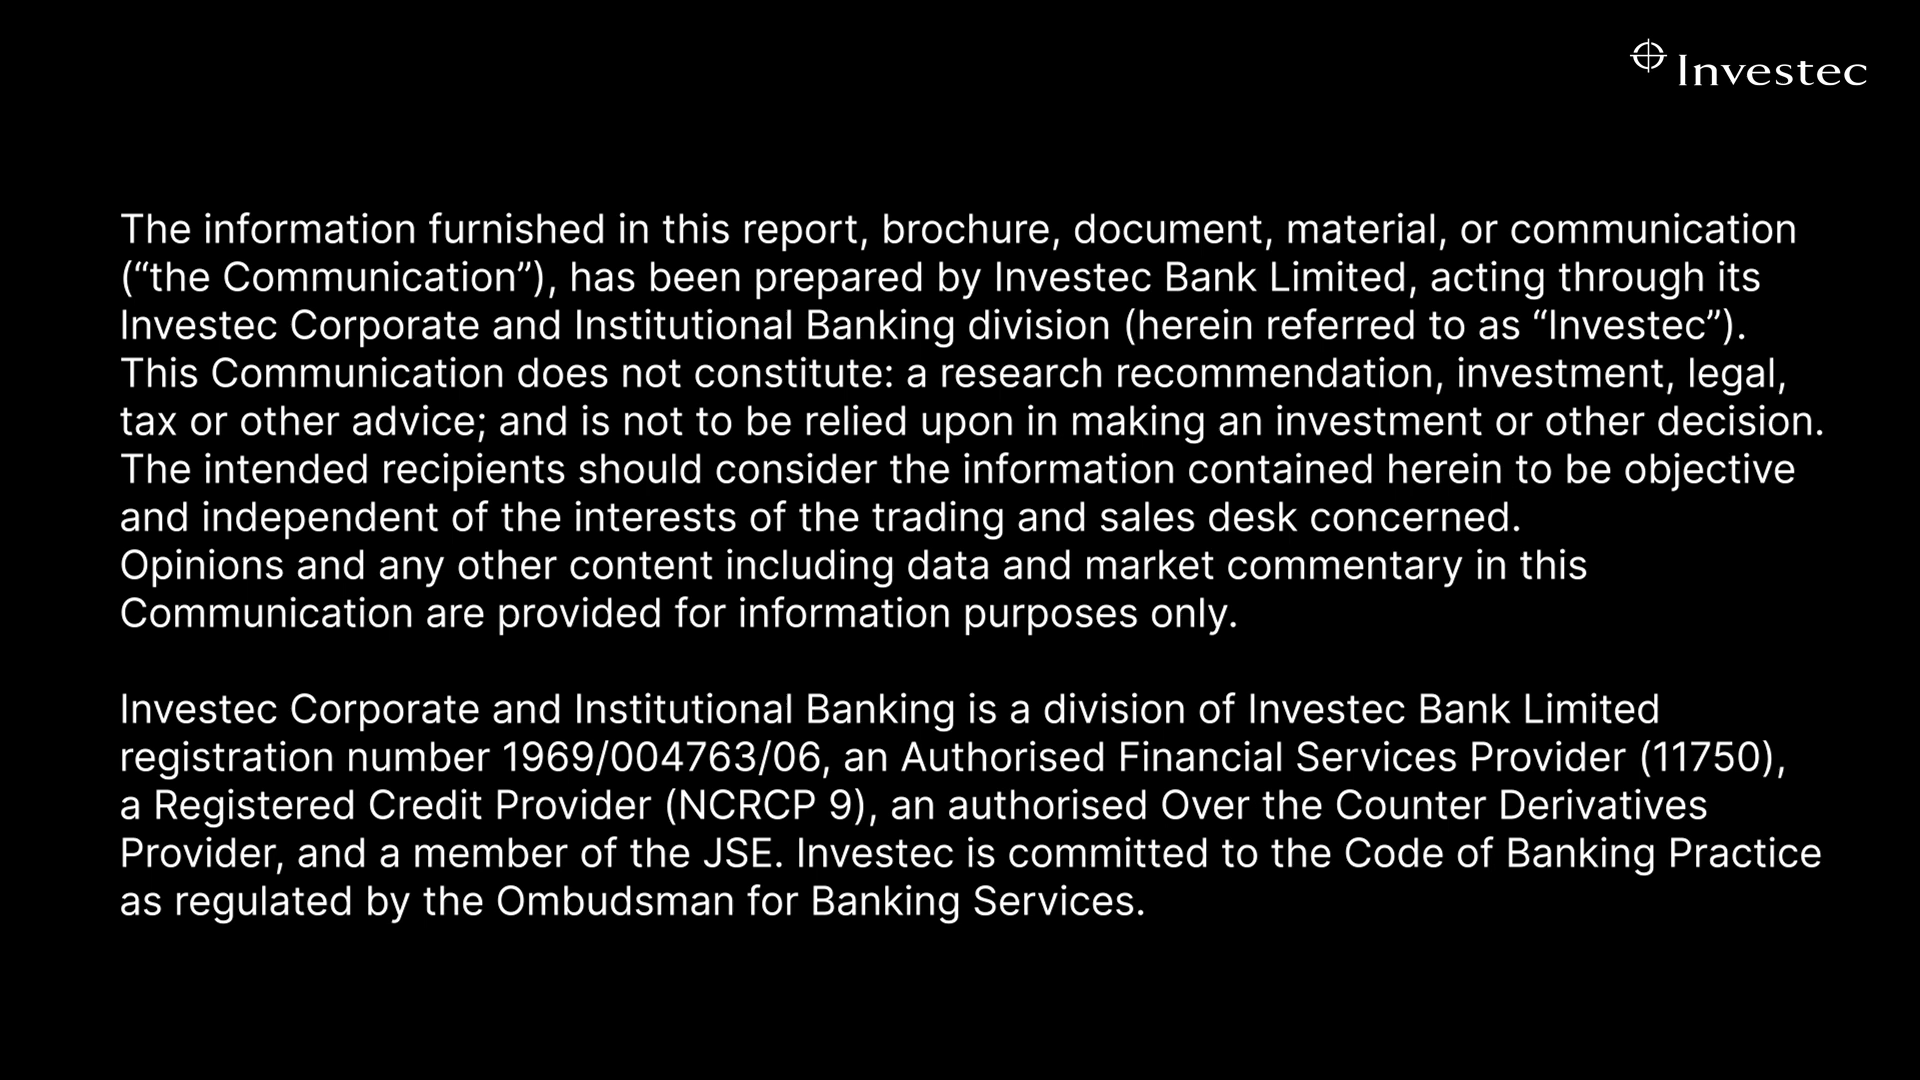 Investec
The information furnished in this report, brochure, document, material, or communication
(“the Communication”), has been prepared by Investec Bank Limited, acting through its
Investec Corporate and Institutional Banking division (herein referred to as “Investec”).
This Communication does not constitute: a research recommendation, investment, legal,
tax or other advice; and is not to be relied upon in making an investment or other decision.
The intended recipients should consider the information contained herein to be objective
and independent of the interests of the trading and sales desk concerned.
Opinions and any other content including data and market commentary in this
Communication are provided for information purposes only.
Investec Corporate and Institutional Banking is a division of Investec Bank Limited
registration number 1969/004763/06, an Authorised Financial Services Provider (11750),
a Registered Credit Provider (NCRCP 9), an authorised Over the Counter Derivatives
Provider, and a member of the JSE. Investec is committed to the Code of Banking Practice
as regulated by the Ombudsman for Banking Services.